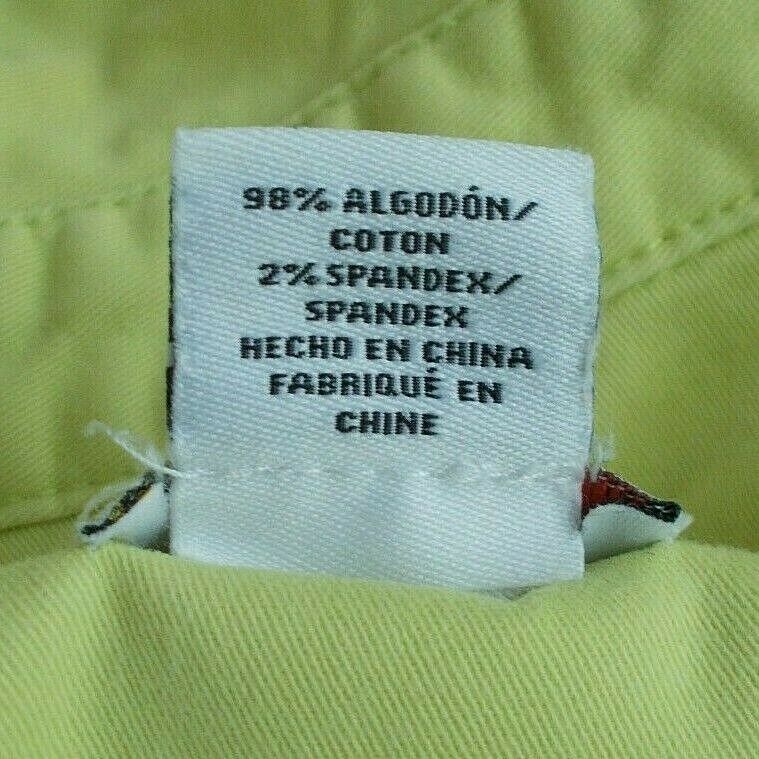 98% ALGODÓN/
COTON
2% SPANDEX/
SPANDEX
HECHO EN CHINA
FABRIQUÉ EN
CHINE